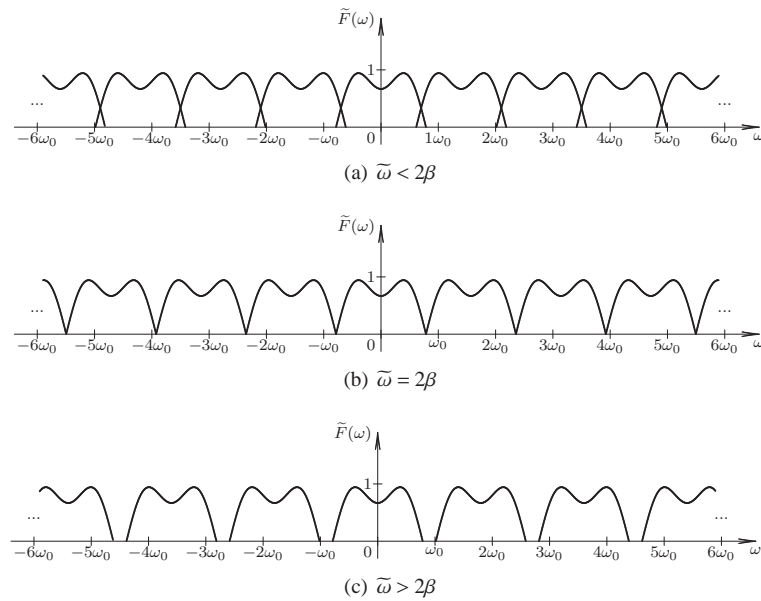 F̃(ω)
1
... ...
−6ω₀ −5ω₀ −4ω₀ −3ω₀ −2ω₀ −ω₀ 0 1ω₀ 2ω₀ 3ω₀ 4ω₀ 5ω₀ 6ω₀ ω
(a) ω̃ < 2β
F̃(ω)
1
... ...
−6ω₀ −5ω₀ −4ω₀ −3ω₀ −2ω₀ −ω₀ 0 ω₀ 2ω₀ 3ω₀ 4ω₀ 5ω₀ 6ω₀ ω
(b) ω̃ = 2β
F̃(ω)
1
... ...
−6ω₀ −5ω₀ −4ω₀ −3ω₀ −2ω₀ −ω₀ 0 ω₀ 2ω₀ 3ω₀ 4ω₀ 5ω₀ 6ω₀ ω
(c) ω̃ > 2β